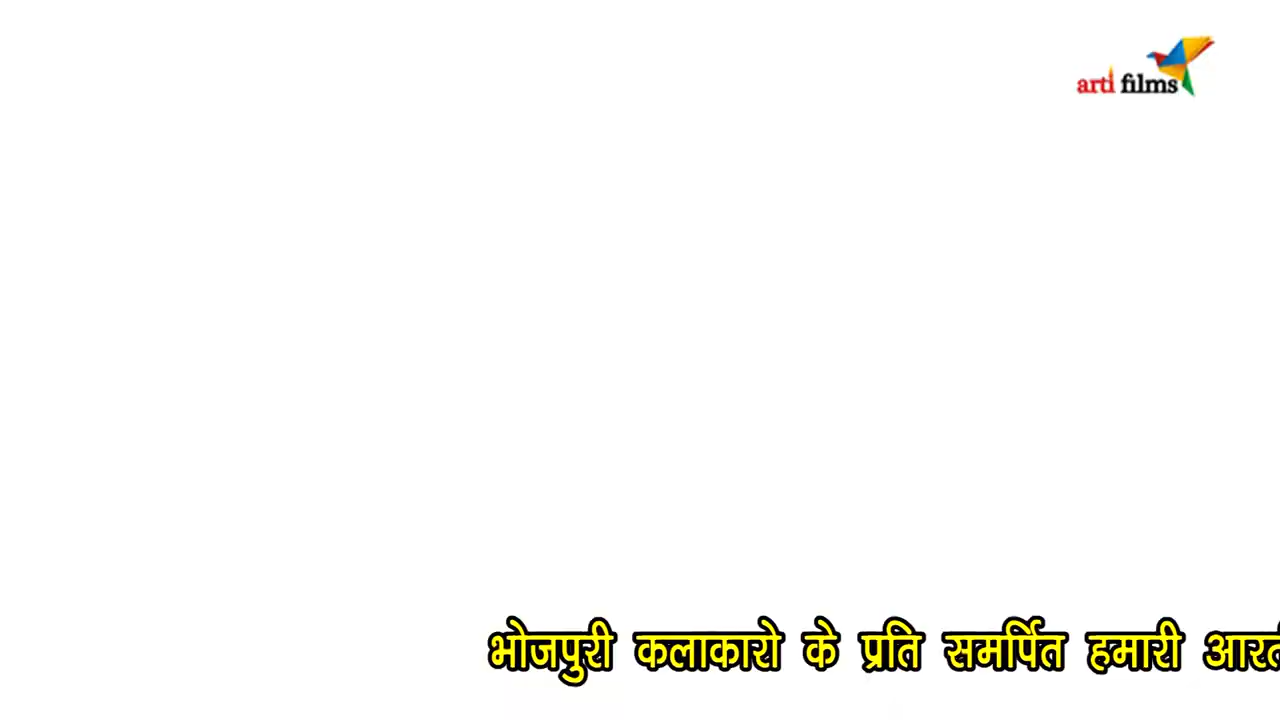 arti films
भोजपुरी कलाकारो के प्रति समर्पित हमारी